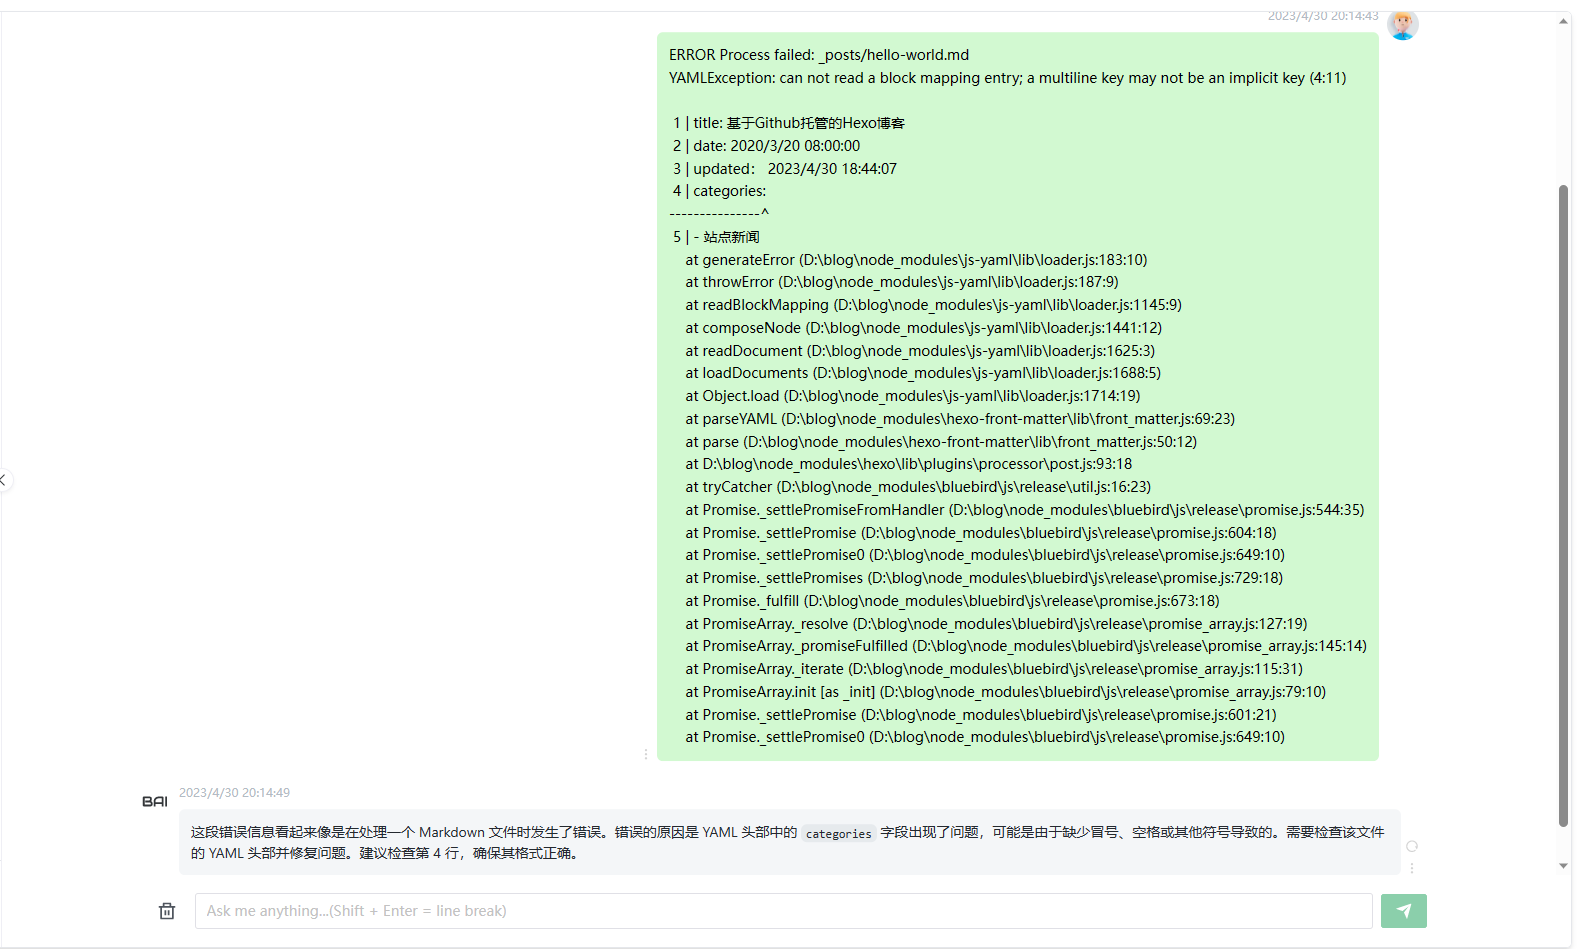 2023/4/30 20:14:43
ERROR Process failed: _posts/hello-world.md
YAMLException: can not read a block mapping entry; a multiline key may not be an implicit key (4:11)
1 | title: 基于Github托管的Hexo博客
2 | date: 2020/3/20 08:00:00
3 | updated： 2023/4/30 18:44:07
4 | categories:
---------------^
5 | - 站点新闻
at generateError (D:\blog\node_modules\js-yaml\lib\loader.js:183:10)
at throwError (D:\blog\node_modules\js-yaml\lib\loader.js:187:9)
at readBlockMapping (D:\blog\node_modules\js-yaml\lib\loader.js:1145:9)
at composeNode (D:\blog\node_modules\js-yaml\lib\loader.js:1441:12)
at readDocument (D:\blog\node_modules\js-yaml\lib\loader.js:1625:3)
at loadDocuments (D:\blog\node_modules\js-yaml\lib\loader.js:1688:5)
at Object.load (D:\blog\node_modules\js-yaml\lib\loader.js:1714:19)
at parseYAML (D:\blog\node_modules\hexo-front-matter\lib\front_matter.js:69:23)
at parse (D:\blog\node_modules\hexo-front-matter\lib\front_matter.js:50:12)
at D:\blog\node_modules\hexo\lib\plugins\processor\post.js:93:18
at tryCatcher (D:\blog\node_modules\bluebird\js\release\util.js:16:23)
at Promise._settlePromiseFromHandler (D:\blog\node_modules\bluebird\js\release\promise.js:544:35)
at Promise._settlePromise (D:\blog\node_modules\bluebird\js\release\promise.js:604:18)
at Promise._settlePromise0 (D:\blog\node_modules\bluebird\js\release\promise.js:649:10)
at Promise._settlePromises (D:\blog\node_modules\bluebird\js\release\promise.js:729:18)
at Promise._fulfill (D:\blog\node_modules\bluebird\js\release\promise.js:673:18)
at PromiseArray._resolve (D:\blog\node_modules\bluebird\js\release\promise_array.js:127:19)
at PromiseArray._promiseFulfilled (D:\blog\node_modules\bluebird\js\release\promise_array.js:145:14)
at PromiseArray._iterate (D:\blog\node_modules\bluebird\js\release\promise_array.js:115:31)
at PromiseArray.init [as _init] (D:\blog\node_modules\bluebird\js\release\promise_array.js:79:10)
at Promise._settlePromise (D:\blog\node_modules\bluebird\js\release\promise.js:601:21)
at Promise._settlePromise0 (D:\blog\node_modules\bluebird\js\release\promise.js:649:10)
BAI
2023/4/30 20:14:49
这段错误信息看起来像是在处理一个 Markdown 文件时发生了错误。错误的原因是 YAML 头部中的 categories 字段出现了问题，可能是由于缺少冒号、空格或其他符号导致的。需要检查该文件
的 YAML 头部并修复问题。建议检查第 4 行，确保其格式正确。
Ask me anything...(Shift + Enter = line break)